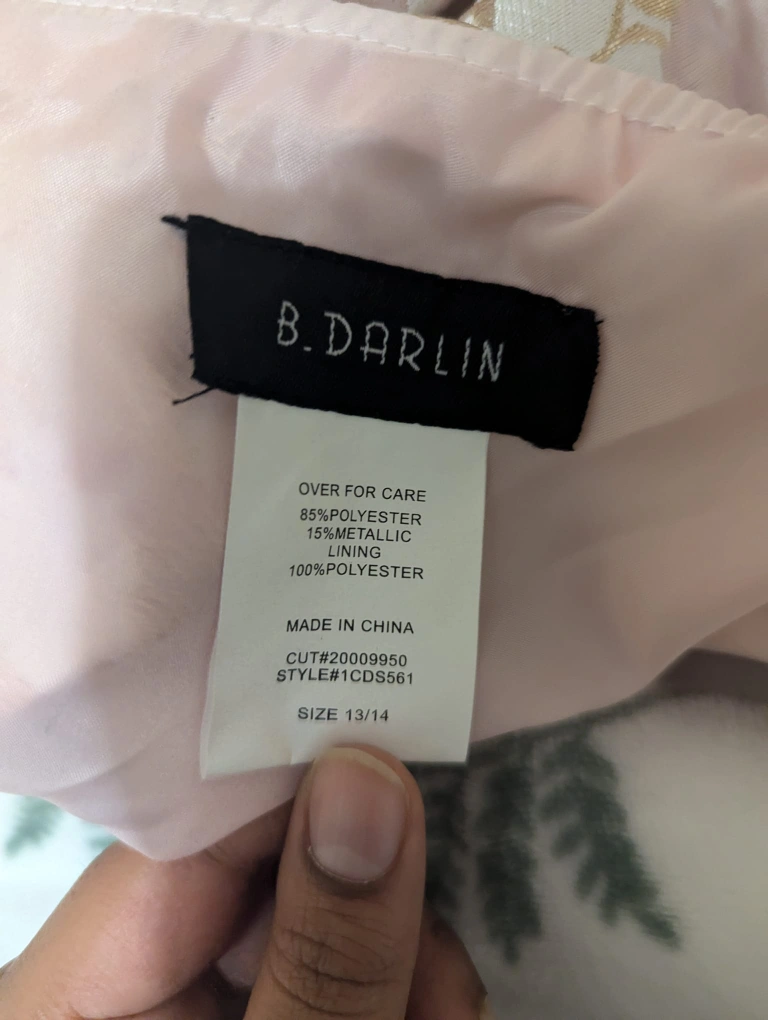 B.DARLIN
OVER FOR CARE
85%POLYESTER
15%METALLIC
LINING
100%POLYESTER
MADE IN CHINA
CUT#20009950
STYLE#1CDS561
SIZE 13/14